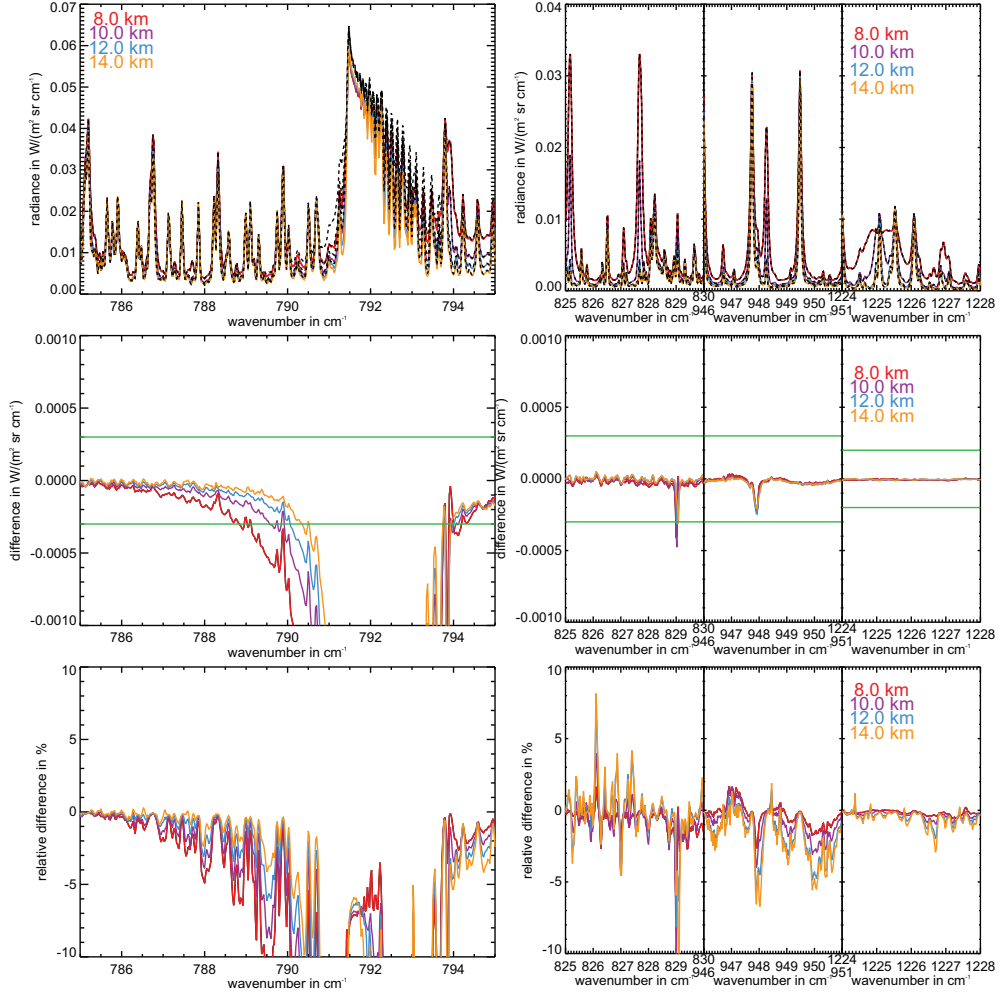 8.0 km
10.0 km
12.0 km
14.0 km
radiance in W/(m² sr cm⁻¹)
0.07
0.06
0.05
0.04
0.03
0.02
0.01
0.00
786 788 790 792 794
wavenumber in cm⁻¹
8.0 km
10.0 km
12.0 km
14.0 km
radiance in W/(m² sr cm⁻¹)
0.04
0.03
0.02
0.01
0.00
825 826 827 828 829 830
946 947 948 949 950 951
1224 1225 1226 1227 1228
wavenumber in cm⁻¹ wavenumber in cm⁻¹ wavenumber in cm⁻¹
difference in W/(m² sr cm⁻¹)
0.0010
0.0005
0.0000
-0.0005
-0.0010
786 788 790 792 794
wavenumber in cm⁻¹
8.0 km
10.0 km
12.0 km
14.0 km
difference in W/(m² sr cm⁻¹)
0.0010
0.0005
0.0000
-0.0005
-0.0010
825 826 827 828 829 830
946 947 948 949 950 951
1224 1225 1226 1227 1228
wavenumber in cm⁻¹ wavenumber in cm⁻¹ wavenumber in cm⁻¹
relative difference in %
10
5
0
-5
-10
786 788 790 792 794
wavenumber in cm⁻¹
8.0 km
10.0 km
12.0 km
14.0 km
relative difference in %
10
5
0
-5
-10
825 826 827 828 829 830
946 947 948 949 950 951
1224 1225 1226 1227 1228
wavenumber in cm⁻¹ wavenumber in cm⁻¹ wavenumber in cm⁻¹